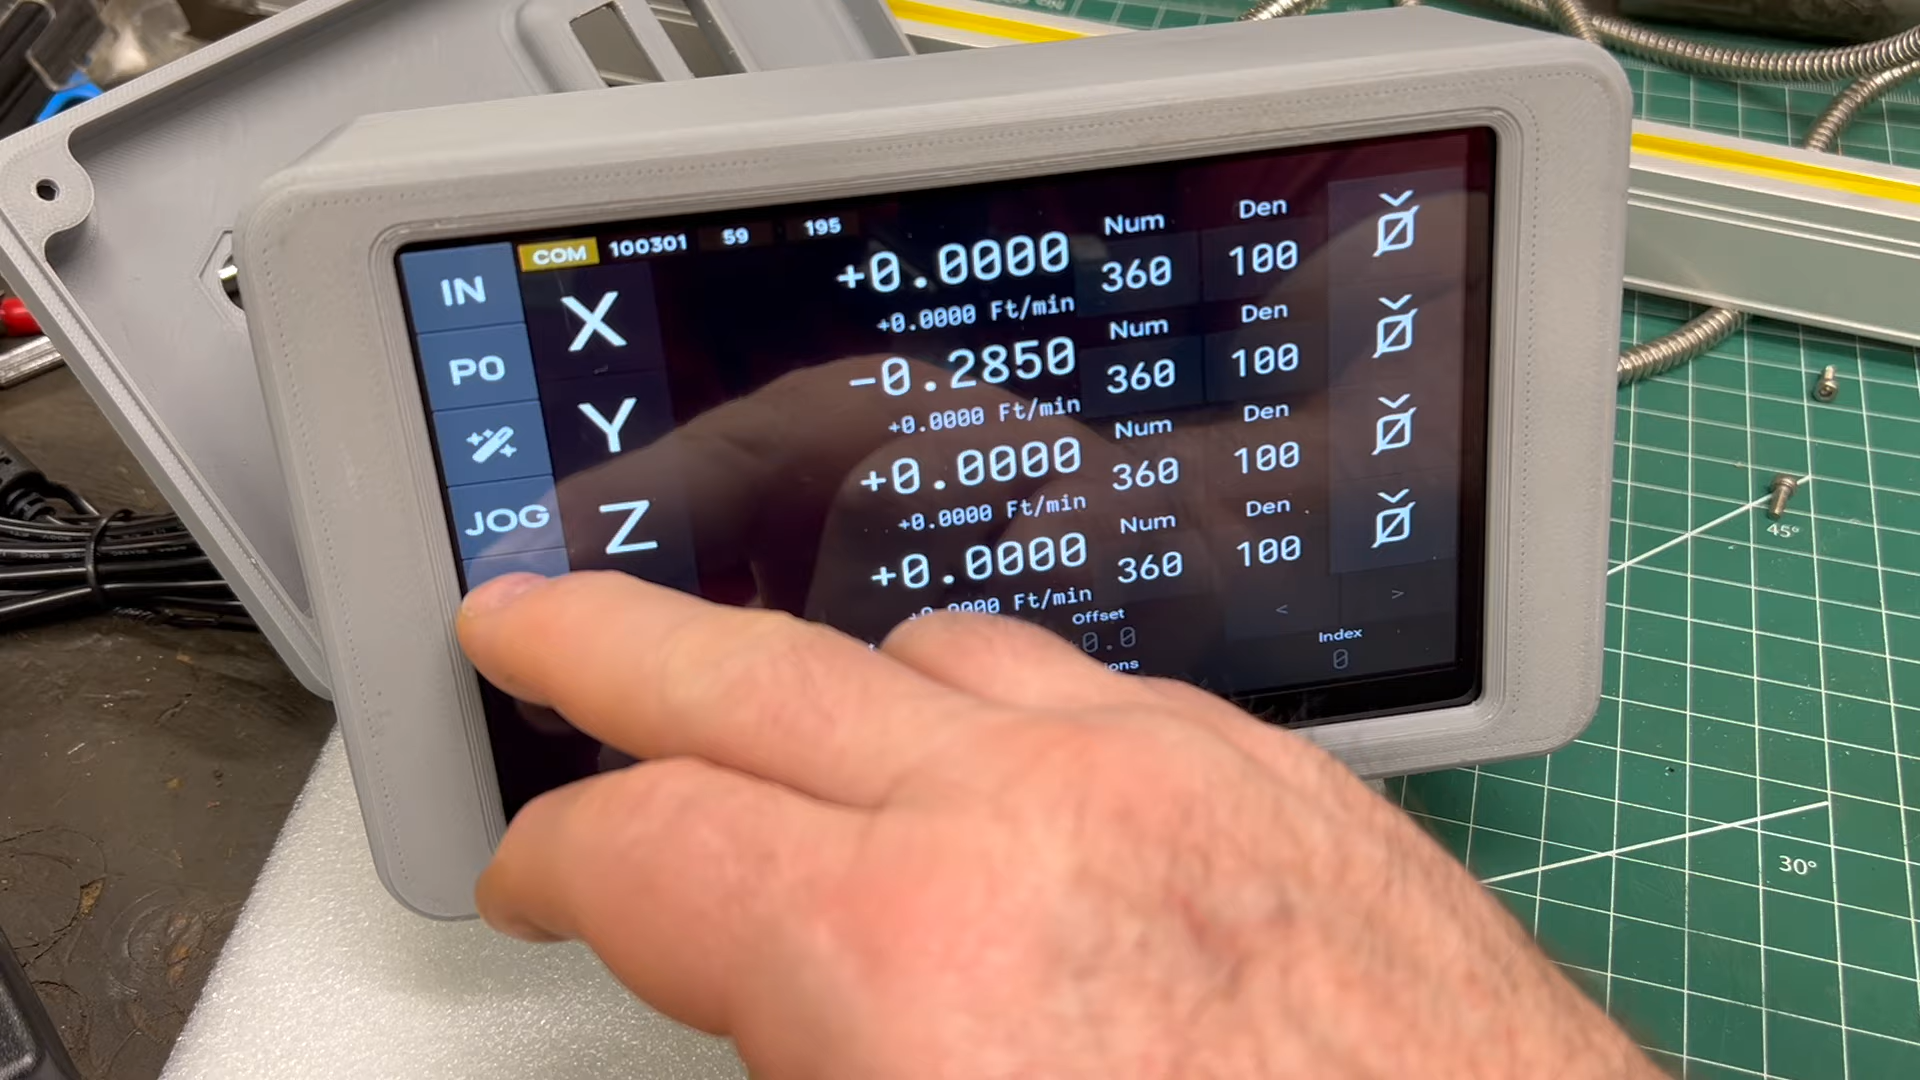 COM 100301 59 195
IN
PO
JOG
X +0.0000 Num 360 Den 100
+0.0000 Ft/min
Y -0.2850 Num 360 Den 100
+0.0000 Ft/min
Z +0.0000 Num 360 Den 100
+0.0000 Ft/min
+0.0000 Num 360 Den 100
Ft/min
Offset
< >
Index
0
45°
30°